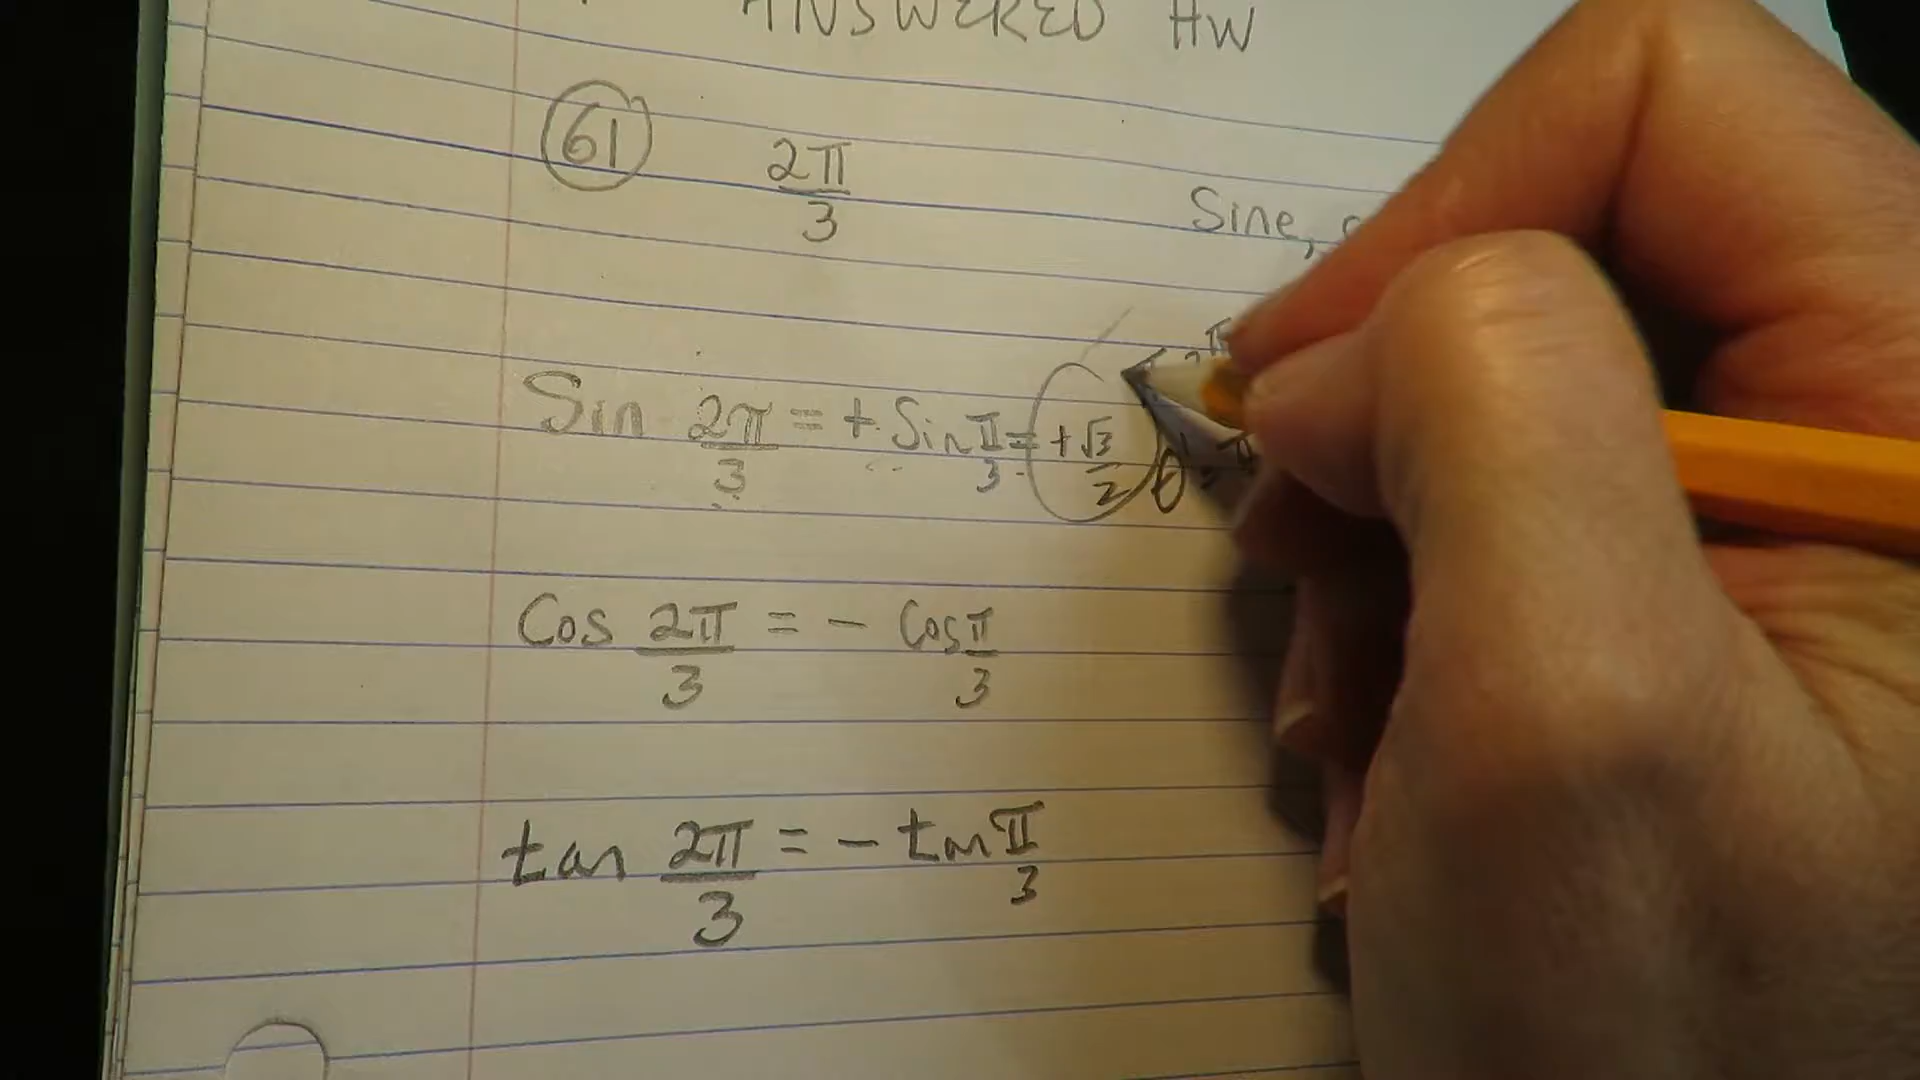 ANSWERED HW
61 2π/3 Sine,
Sin 2π/3 = + Sin π/3 = + √3/2
Cos 2π/3 = - Cos π/3
tan 2π/3 = - tan π/3